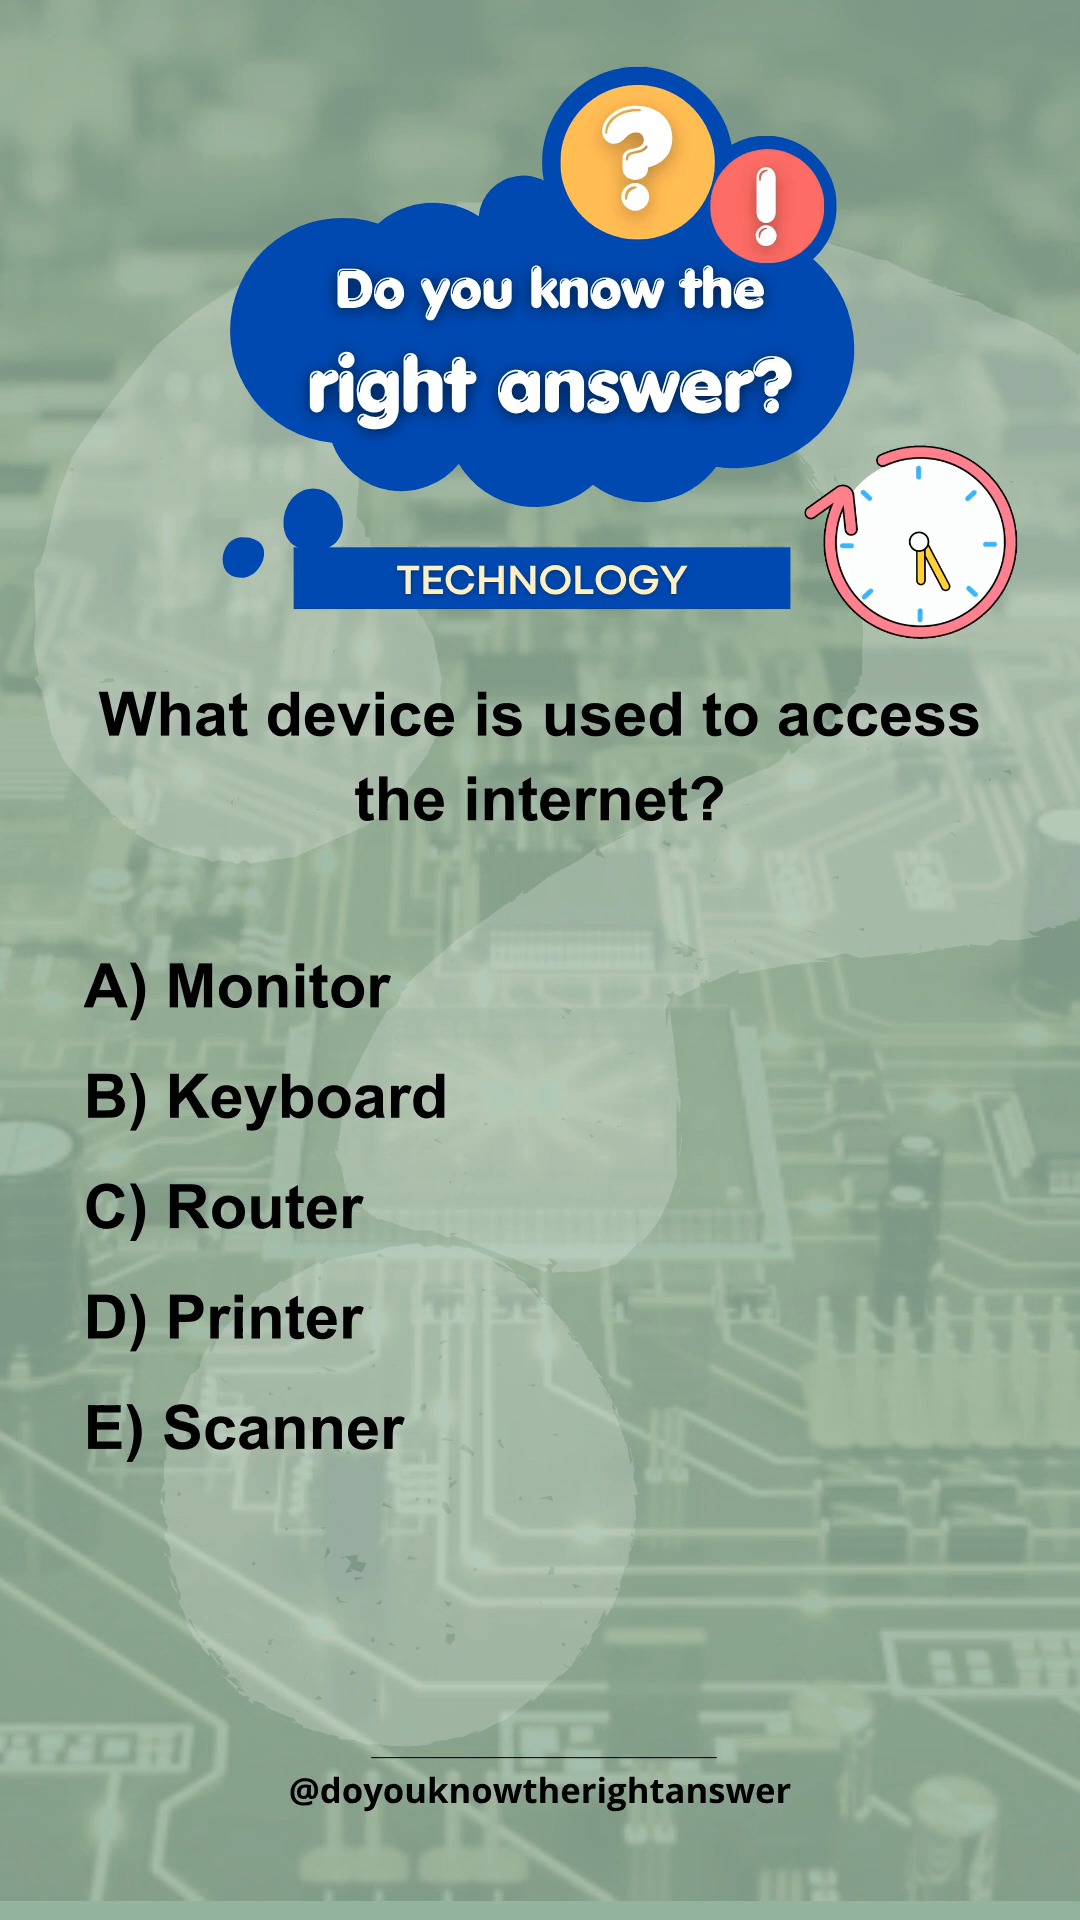 ?
!
Do you know the
right answer?
TECHNOLOGY
What device is used to access
the internet?
A) Monitor
B) Keyboard
C) Router
D) Printer
E) Scanner
@doyouknowtherightanswer